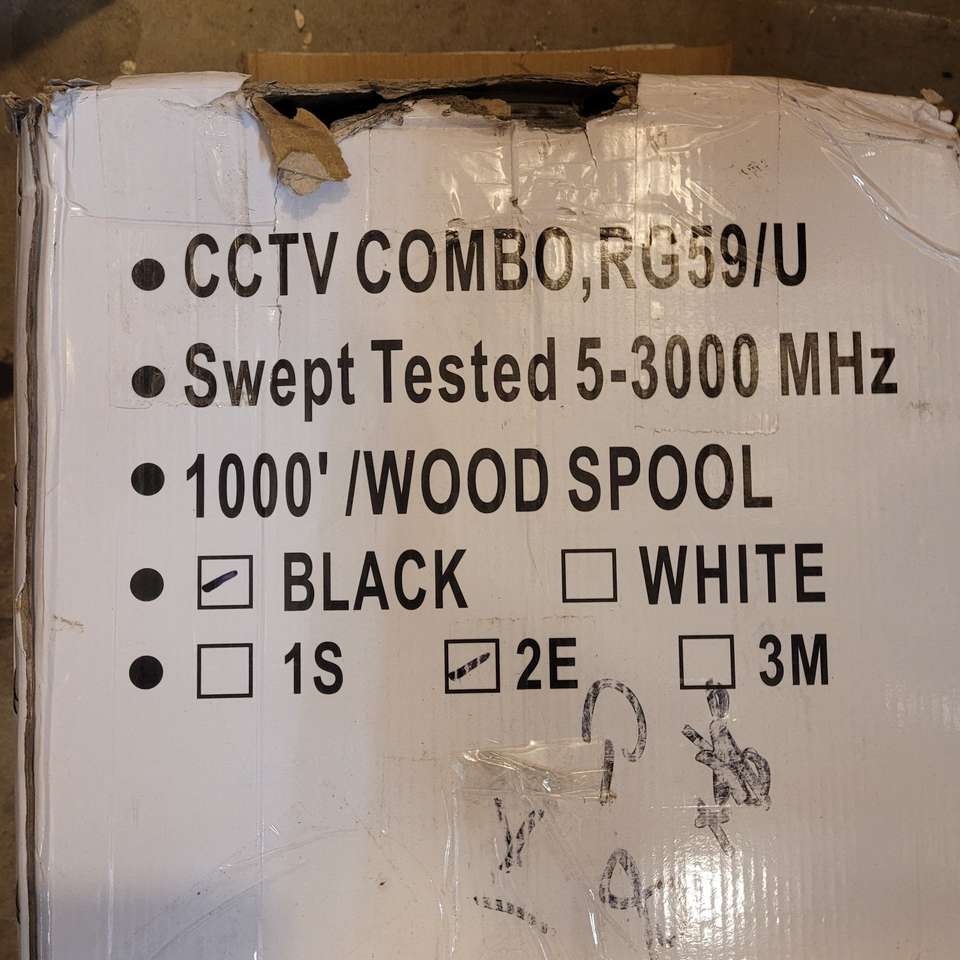 ● CCTV COMBO,RG59/U
● Swept Tested 5-3000 MHz
● 1000' /WOOD SPOOL
● ☑ BLACK ☐ WHITE
● ☐ 1S ☑ 2E ☐ 3M